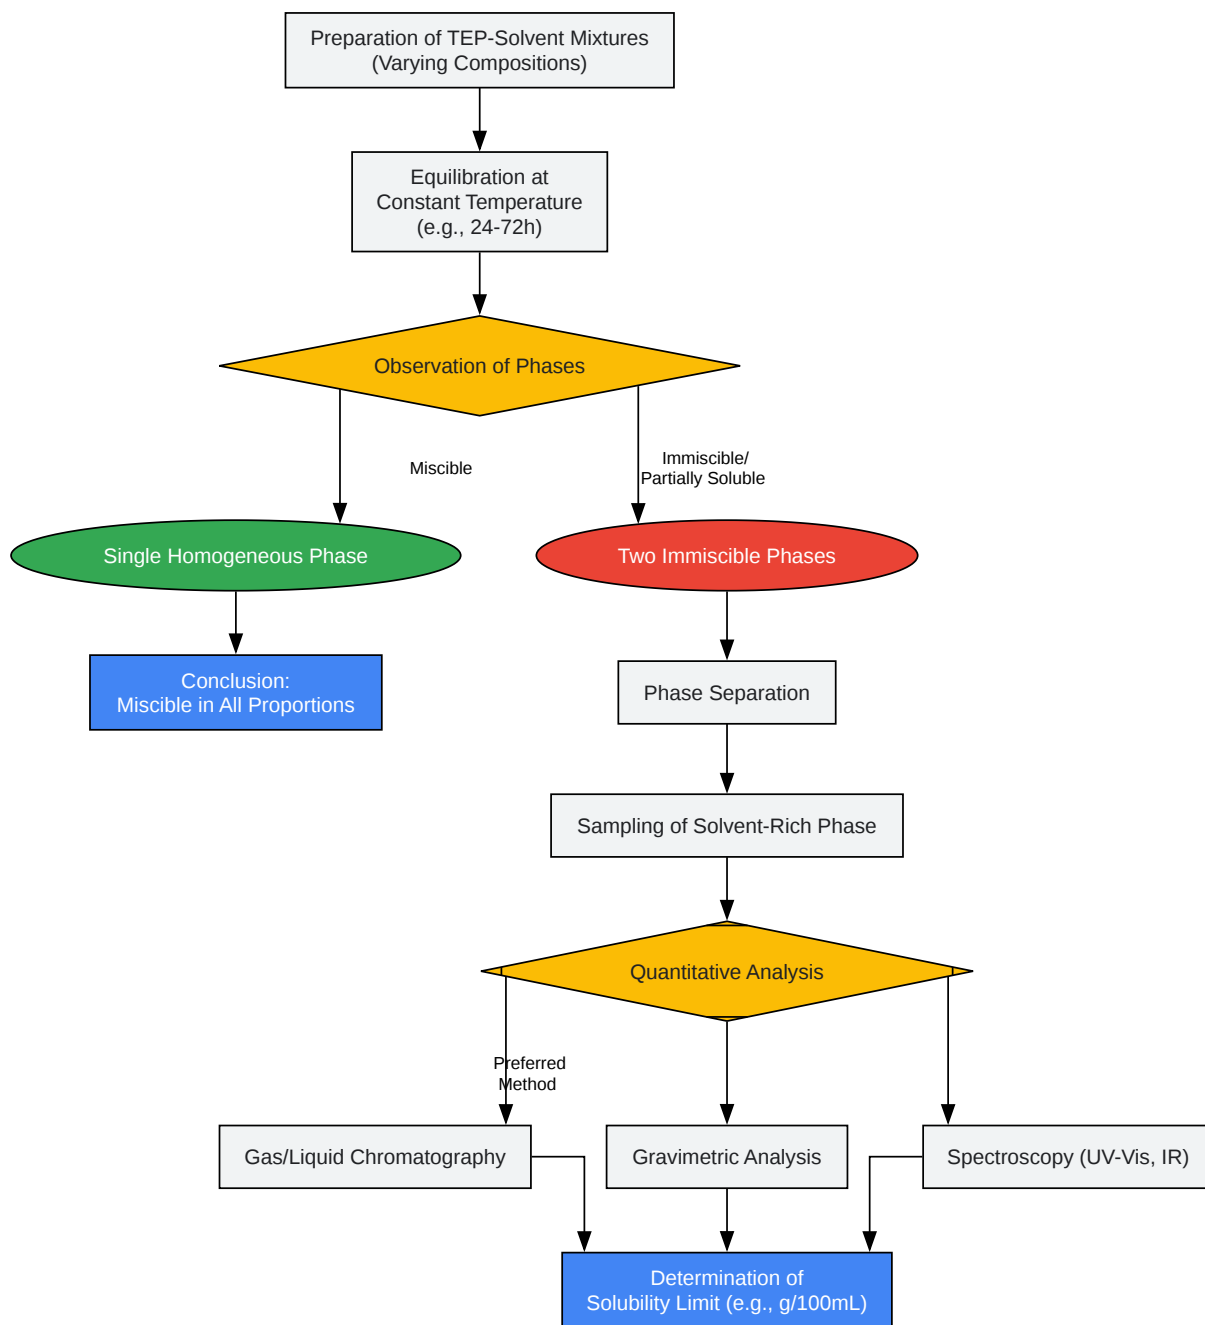 Preparation of TEP-Solvent Mixtures
(Varying Compositions)
Equilibration at
Constant Temperature
(e.g., 24-72h)
Observation of Phases
Miscible
Immiscible/
Partially Soluble
Single Homogeneous Phase
Two Immiscible Phases
Conclusion:
Miscible in All Proportions
Phase Separation
Sampling of Solvent-Rich Phase
Quantitative Analysis
Preferred
Method
Gas/Liquid Chromatography
Gravimetric Analysis
Spectroscopy (UV-Vis, IR)
Determination of
Solubility Limit (e.g., g/100mL)